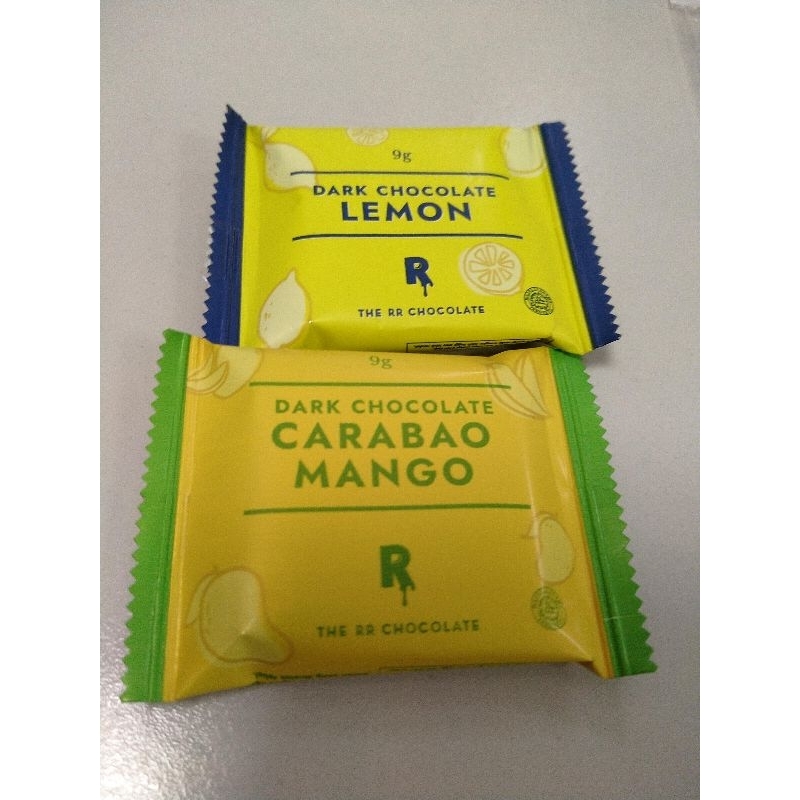 9g
DARK CHOCOLATE
LEMON
R
THE RR CHOCOLATE
9g
DARK CHOCOLATE
CARABAO
MANGO
R
THE RR CHOCOLATE